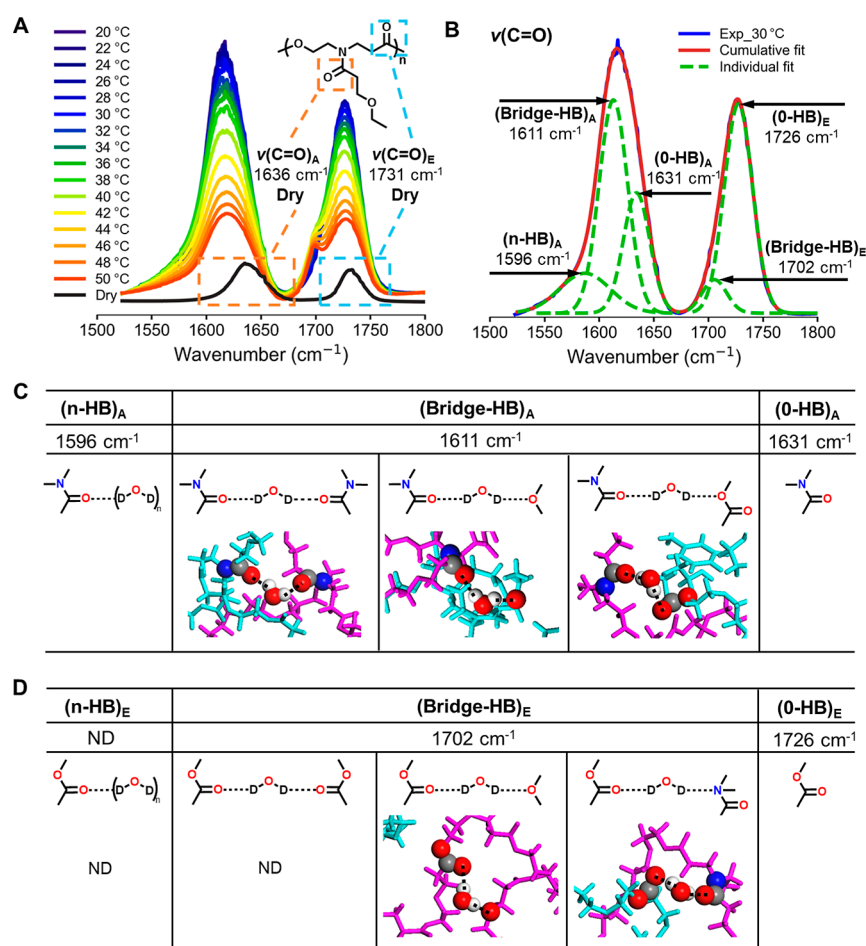 A
20 °C
22 °C
24 °C
26 °C
28 °C
30 °C
32 °C
34 °C
36 °C
38 °C
40 °C
42 °C
44 °C
46 °C
48 °C
50 °C
Dry
O
N
O
O
n
O
O
ν(C=O)A
1636 cm⁻¹
Dry
ν(C=O)E
1731 cm⁻¹
Dry
1500 1600 1700 1800
Wavenumber (cm⁻¹)
B
ν(C=O)
Exp_30 °C
Cumulative fit
Individual fit
(Bridge-HB)A
1611 cm⁻¹
(0-HB)E
1726 cm⁻¹
(0-HB)A
1631 cm⁻¹
(n-HB)A
1596 cm⁻¹
(Bridge-HB)E
1702 cm⁻¹
1500 1550 1600 1650 1700 1750 1800
Wavenumber (cm⁻¹)
C
(n-HB)A (Bridge-HB)A (0-HB)A
1596 cm⁻¹ 1611 cm⁻¹ 1631 cm⁻¹
N O (D O D)n
N O D O D O N
N O D O D O
N O D O D O O
N O
D
(n-HB)E (Bridge-HB)E (0-HB)E
ND 1702 cm⁻¹ 1726 cm⁻¹
O O (D O D)n
O O D O D O O
O O D O D O
O O D O D N O
O O
ND ND